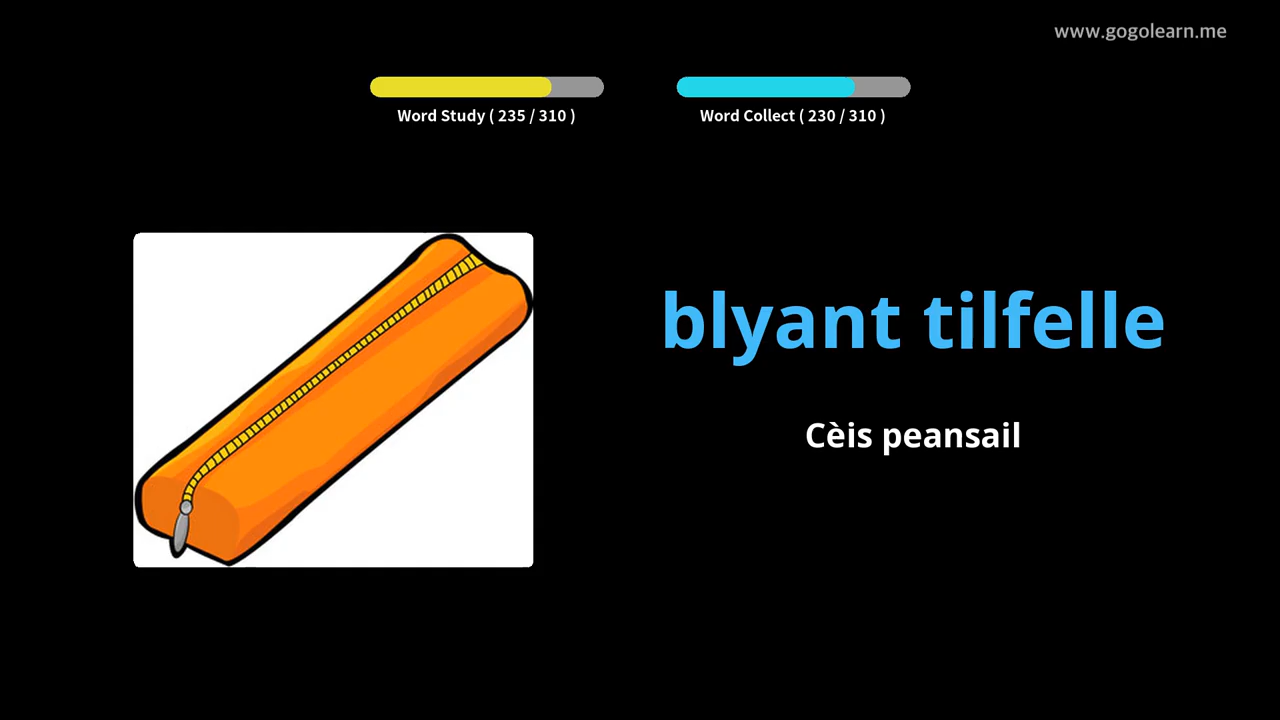 www.gogolearn.me
Word Study ( 235 / 310 )
Word Collect ( 230 / 310 )
blyant tilfelle
Cèis peansail